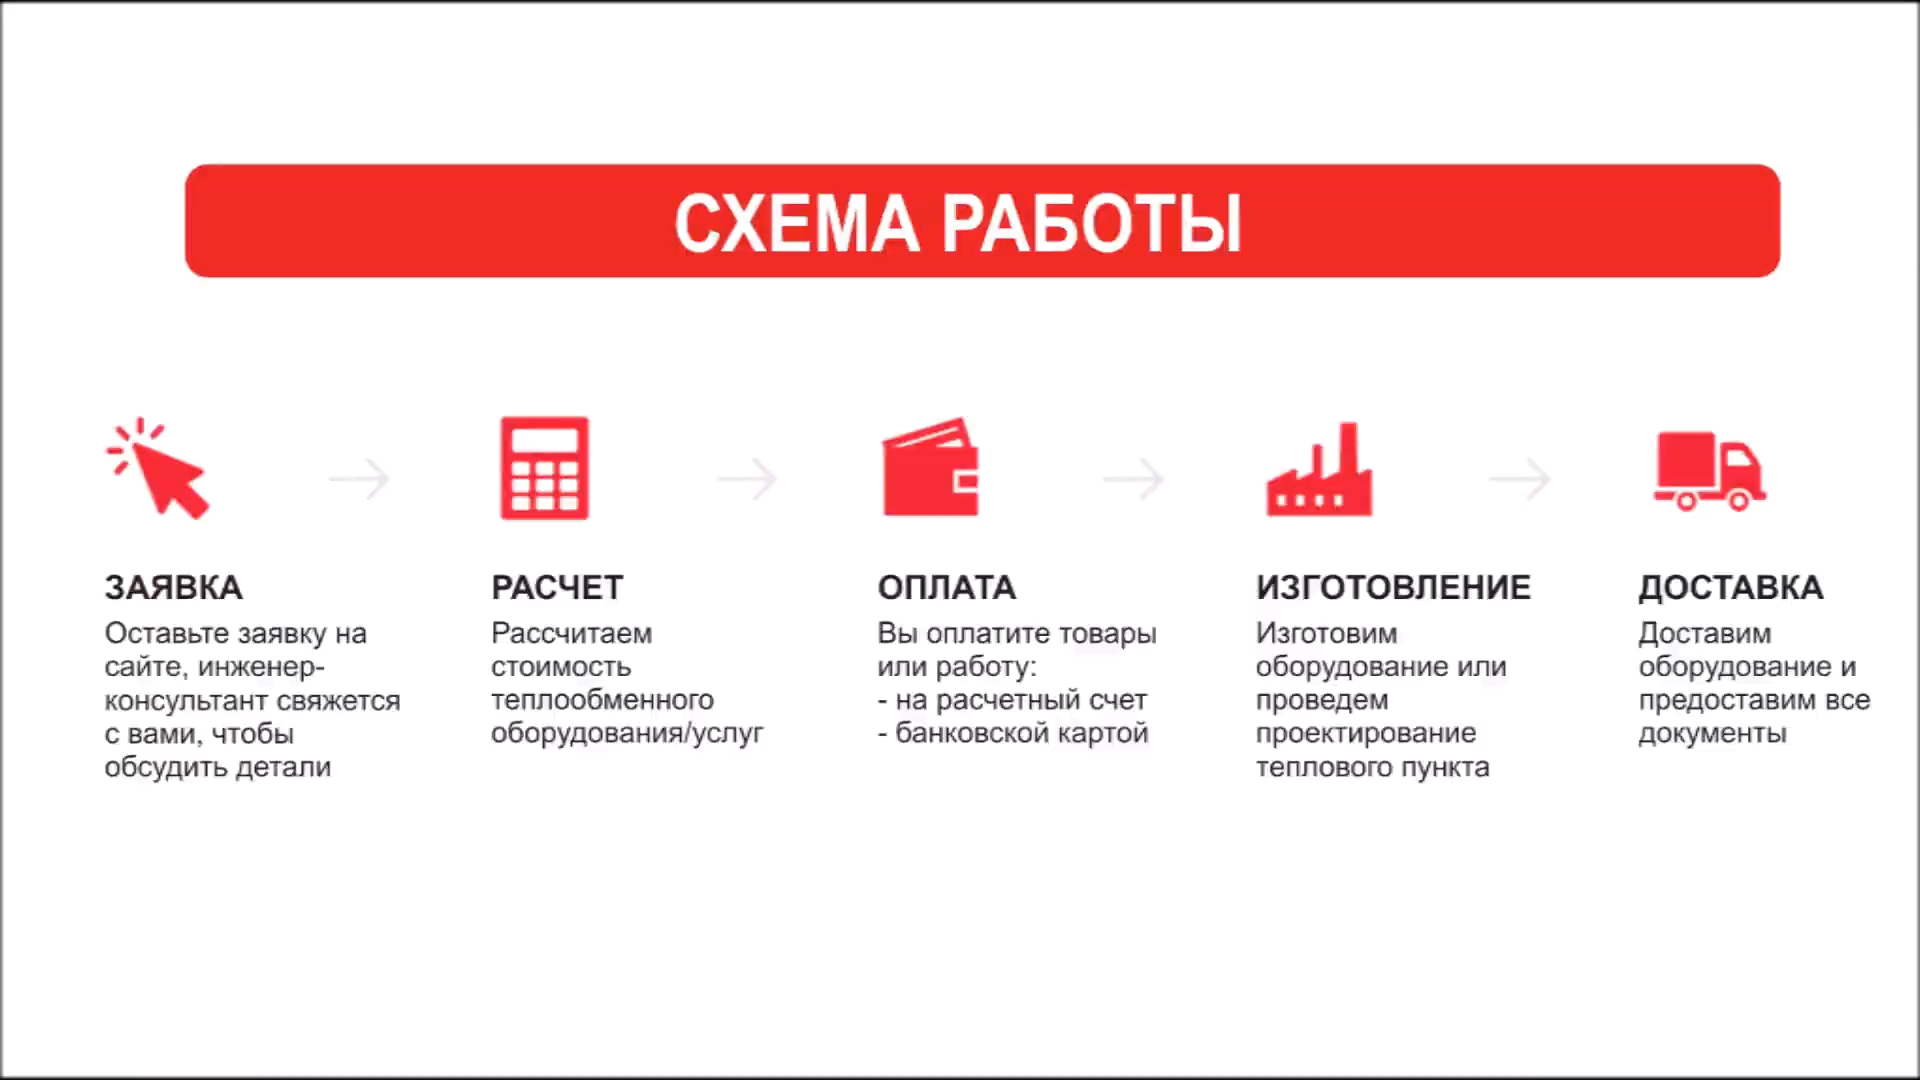 СХЕМА РАБОТЫ
ЗАЯВКА
Оставьте заявку на
сайте, инженер-
консультант свяжется
с вами, чтобы
обсудить детали
РАСЧЕТ
Рассчитаем
стоимость
теплообменного
оборудования/услуг
ОПЛАТА
Вы оплатите товары
или работу:
- на расчетный счет
- банковской картой
ИЗГОТОВЛЕНИЕ
Изготовим
оборудование или
проведем
проектирование
теплового пункта
ДОСТАВКА
Доставим
оборудование и
предоставим все
документы